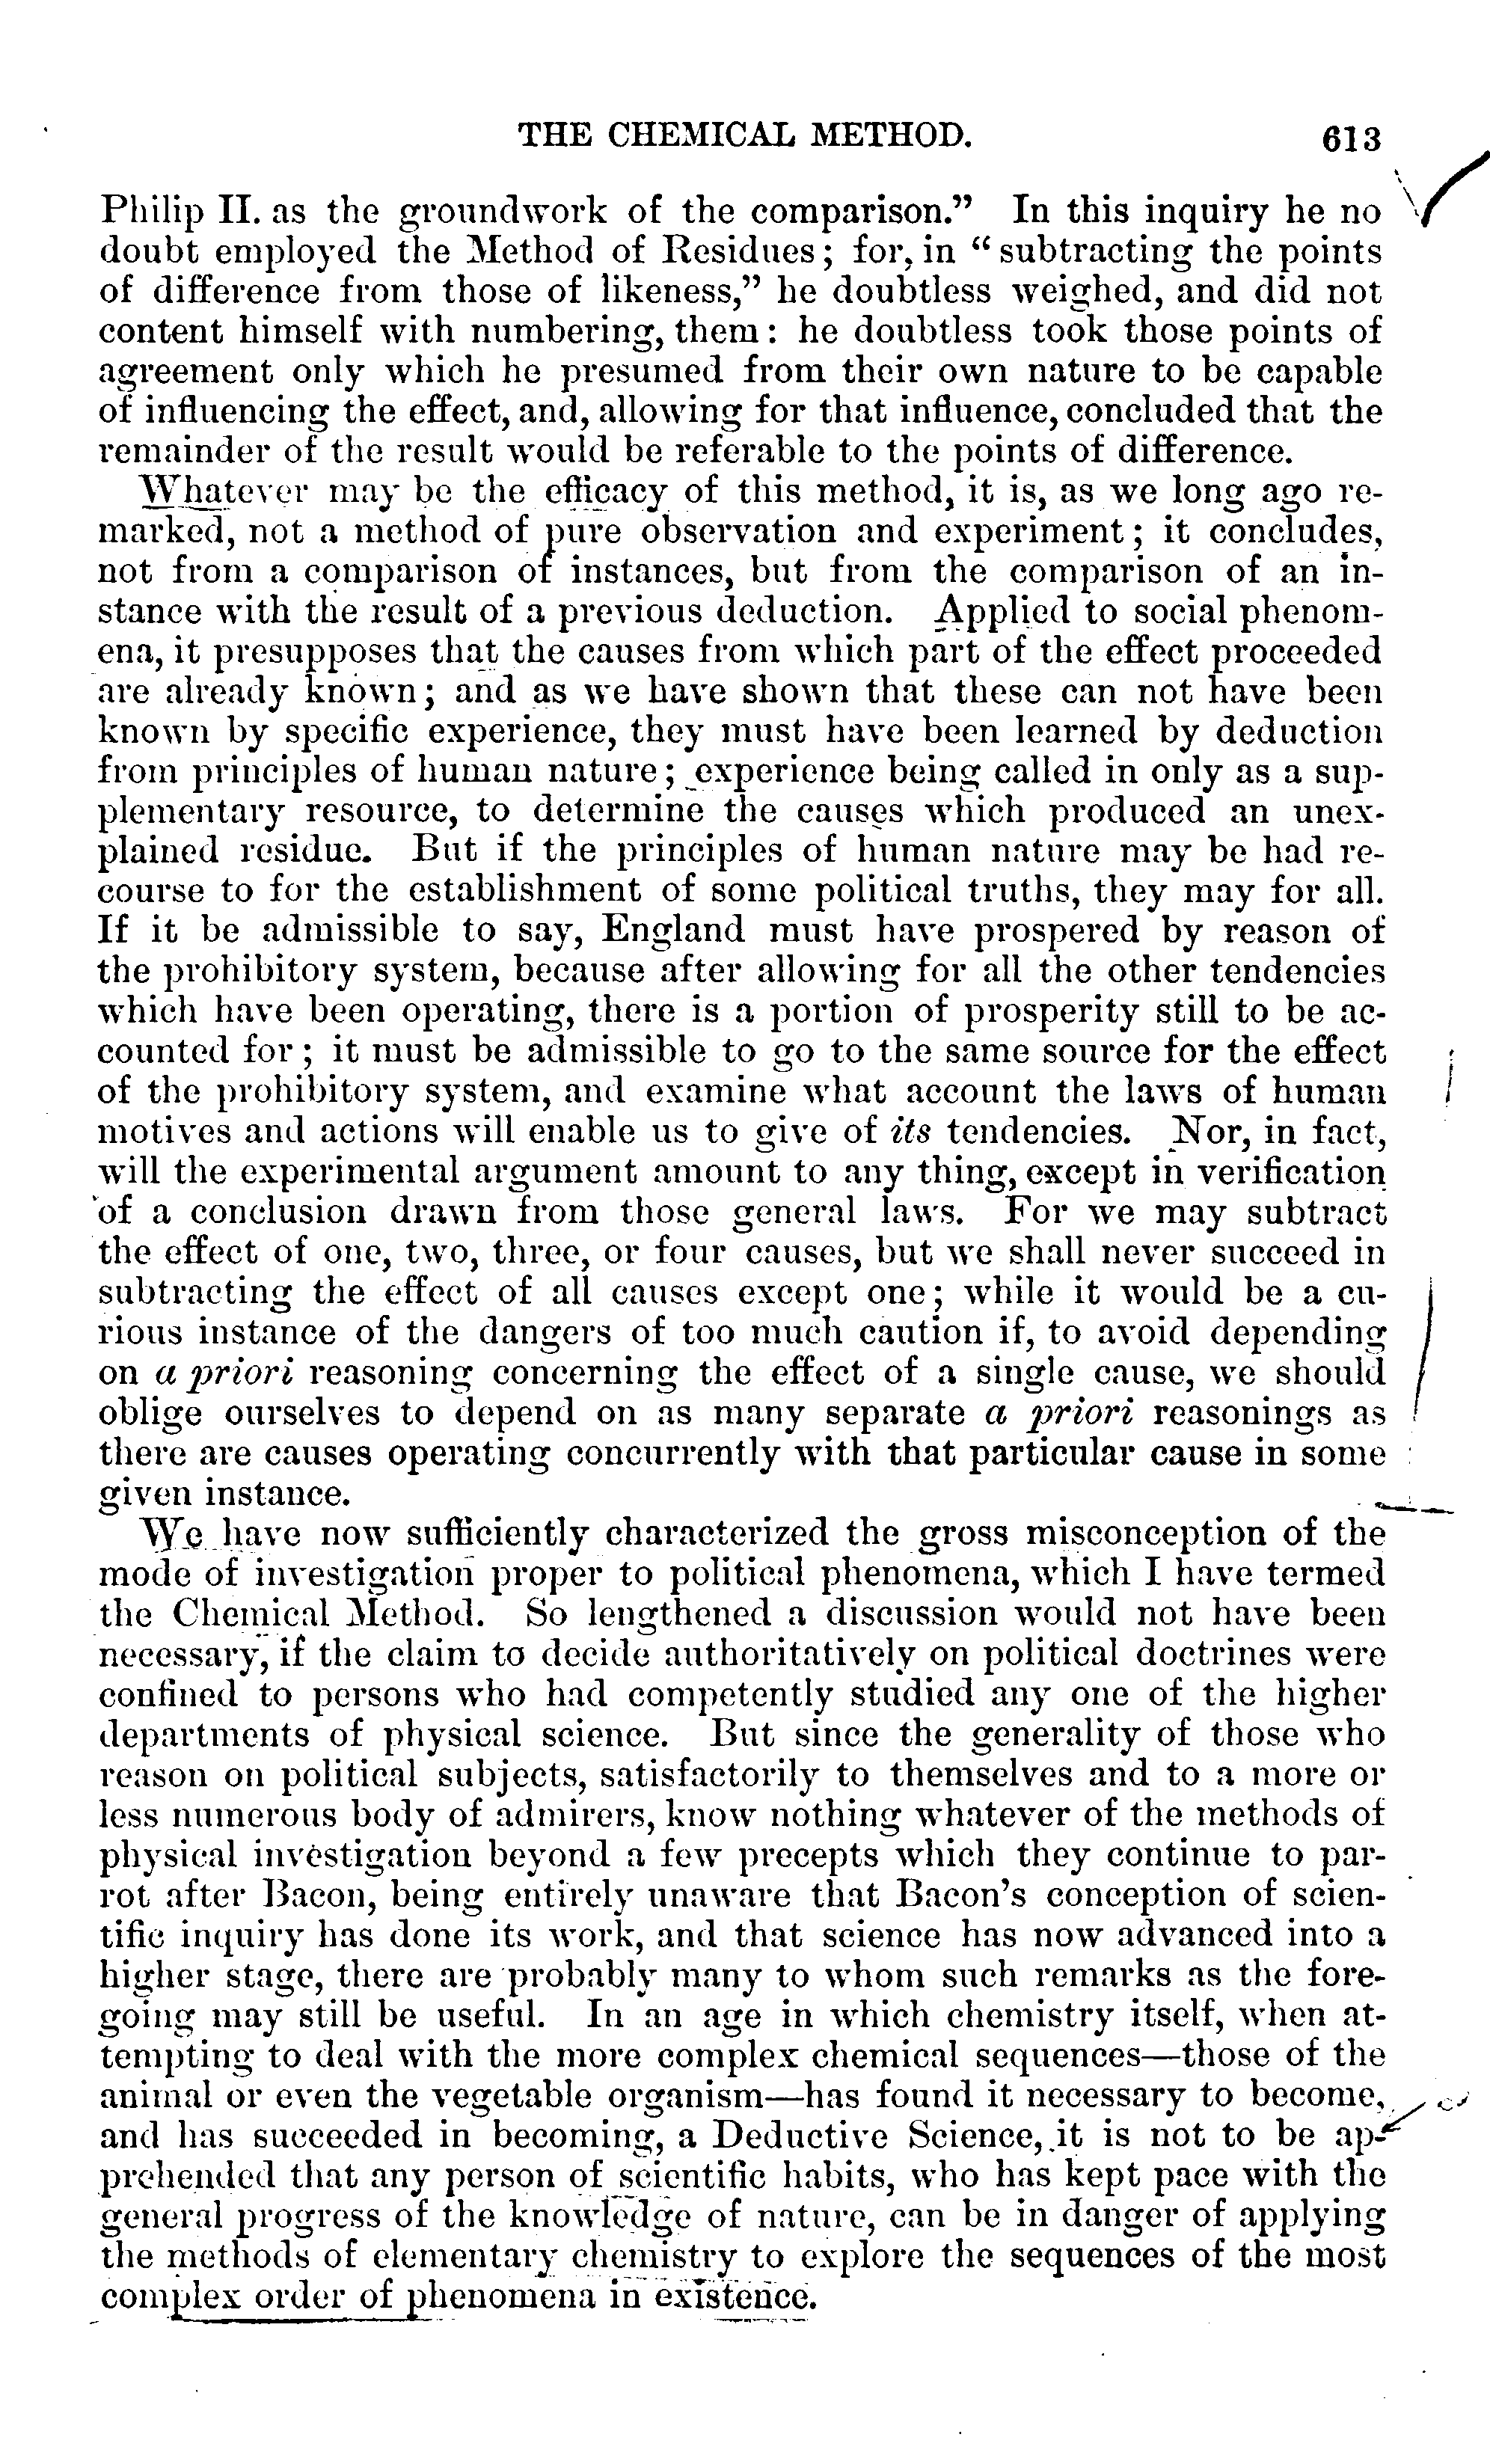 THE CHEMICAL METHOD. 613
Philip II. as the groundwork of the comparison.” In this inquiry he no
doubt employed the Method of Residues; for, in “subtracting the points
of difference from those of likeness,” he doubtless weighed, and did not
content himself with numbering, them: he doubtless took those points of
agreement only which he presumed from their own nature to be capable
of influencing the effect, and, allowing for that influence, concluded that the
remainder of the result would be referable to the points of difference.
Whatever may be the efficacy of this method, it is, as we long ago re-
marked, not a method of pure observation and experiment; it concludes,
not from a comparison of instances, but from the comparison of an in-
stance with the result of a previous deduction. Applied to social phenom-
ena, it presupposes that the causes from which part of the effect proceeded
are already known; and as we have shown that these can not have been
known by specific experience, they must have been learned by deduction
from principles of human nature; experience being called in only as a sup-
plementary resource, to determine the causes which produced an unex-
plained residue. But if the principles of human nature may be had re-
course to for the establishment of some political truths, they may for all.
If it be admissible to say, England must have prospered by reason of
the prohibitory system, because after allowing for all the other tendencies
which have been operating, there is a portion of prosperity still to be ac-
counted for; it must be admissible to go to the same source for the effect
of the prohibitory system, and examine what account the laws of human
motives and actions will enable us to give of its tendencies. Nor, in fact,
will the experimental argument amount to any thing, except in verification
of a conclusion drawn from those general laws. For we may subtract
the effect of one, two, three, or four causes, but we shall never succeed in
subtracting the effect of all causes except one; while it would be a cu-
rious instance of the dangers of too much caution if, to avoid depending
on a priori reasoning concerning the effect of a single cause, we should
oblige ourselves to depend on as many separate a priori reasonings as
there are causes operating concurrently with that particular cause in some
given instance.
We have now sufficiently characterized the gross misconception of the
mode of investigation proper to political phenomena, which I have termed
the Chemical Method. So lengthened a discussion would not have been
necessary, if the claim to decide authoritatively on political doctrines were
confined to persons who had competently studied any one of the higher
departments of physical science. But since the generality of those who
reason on political subjects, satisfactorily to themselves and to a more or
less numerous body of admirers, know nothing whatever of the methods of
physical investigation beyond a few precepts which they continue to par-
rot after Bacon, being entirely unaware that Bacon’s conception of scien-
tific inquiry has done its work, and that science has now advanced into a
higher stage, there are probably many to whom such remarks as the fore-
going may still be useful. In an age in which chemistry itself, when at-
tempting to deal with the more complex chemical sequences—those of the
animal or even the vegetable organism—has found it necessary to become,
and has succeeded in becoming, a Deductive Science, it is not to be ap-
prehended that any person of scientific habits, who has kept pace with the
general progress of the knowledge of nature, can be in danger of applying
the methods of elementary chemistry to explore the sequences of the most
complex order of phenomena in existence.